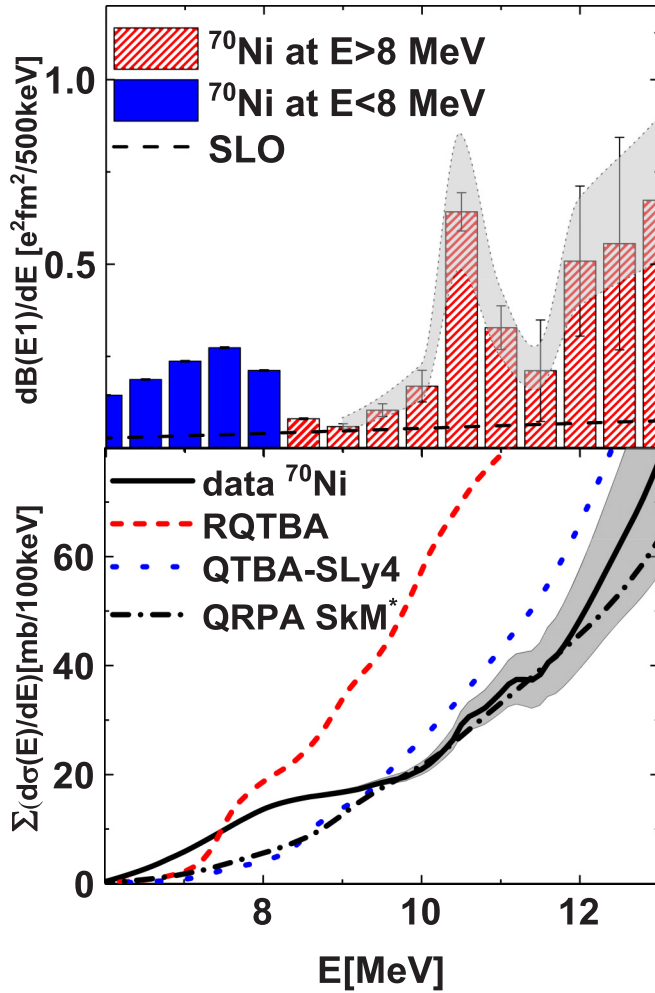 ⁷⁰Ni at E>8 MeV
⁷⁰Ni at E<8 MeV
SLO
1.0
0.5
dB(E1)/dE [e²fm²/500keV]
data ⁷⁰Ni
RQTBA
QTBA-SLy4
QRPA SkM*
60
40
20
0
Σ(dσ(E)/dE)[mb/100keV]
8 10 12
E[MeV]